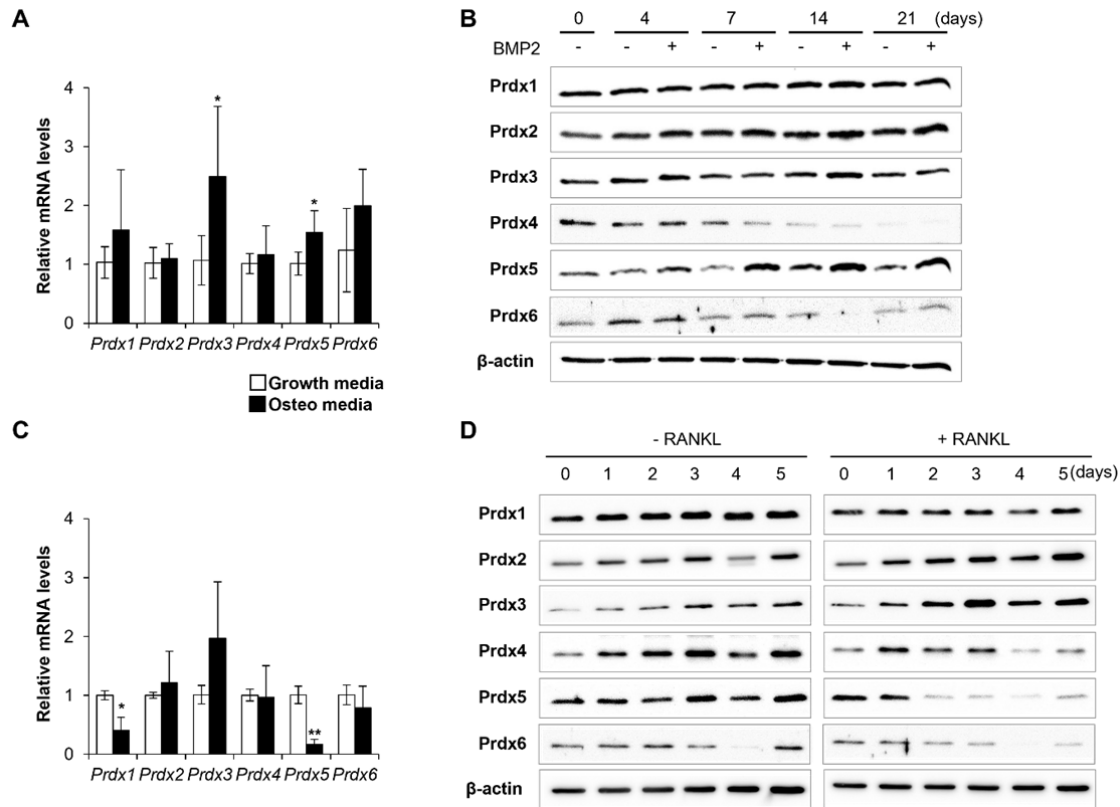 A
Relative mRNA levels
4
3
2
1
0
*
*
Prdx1 Prdx2 Prdx3 Prdx4 Prdx5 Prdx6
Growth media
Osteo media
B
0 4 7 14 21 (days)
BMP2 - - + - + - + - +
Prdx1
Prdx2
Prdx3
Prdx4
Prdx5
Prdx6
β-actin
C
Relative mRNA levels
4
3
2
1
0
*
**
Prdx1 Prdx2 Prdx3 Prdx4 Prdx5 Prdx6
D
- RANKL + RANKL
0 1 2 3 4 5 0 1 2 3 4 5 (days)
Prdx1
Prdx2
Prdx3
Prdx4
Prdx5
Prdx6
β-actin